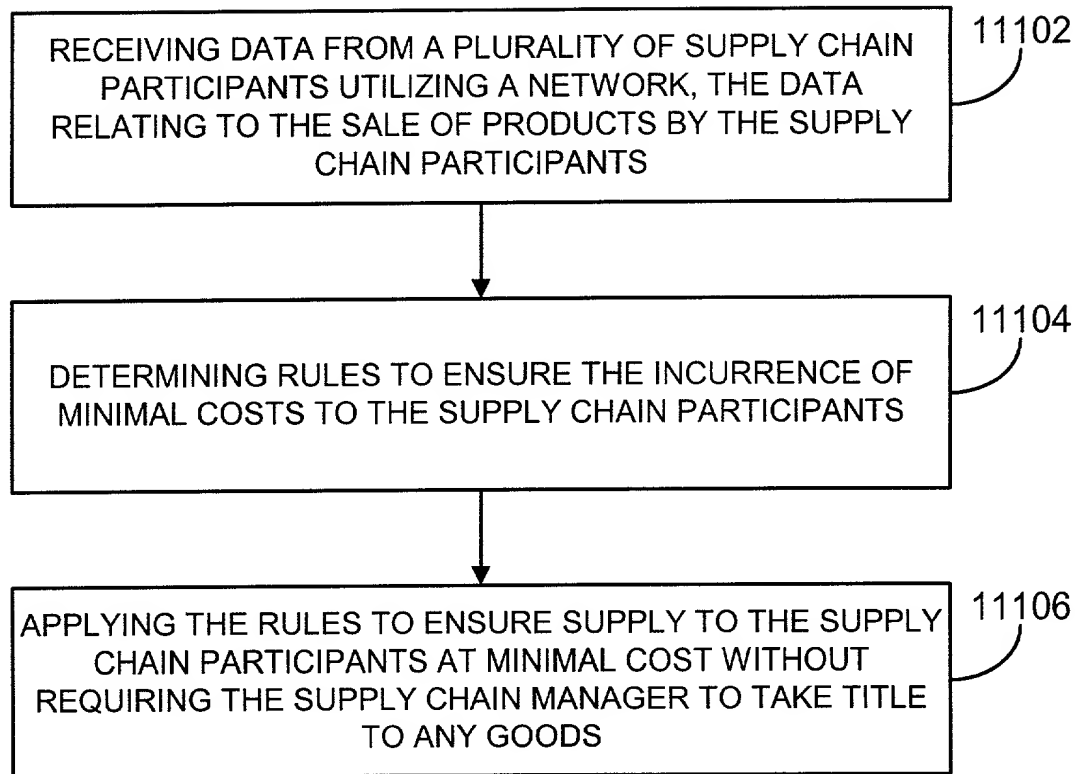 RECEIVING DATA FROM A PLURALITY OF SUPPLY CHAIN
PARTICIPANTS UTILIZING A NETWORK, THE DATA
RELATING TO THE SALE OF PRODUCTS BY THE SUPPLY
CHAIN PARTICIPANTS
11102
DETERMINING RULES TO ENSURE THE INCURRENCE OF
MINIMAL COSTS TO THE SUPPLY CHAIN PARTICIPANTS
11104
APPLYING THE RULES TO ENSURE SUPPLY TO THE SUPPLY
CHAIN PARTICIPANTS AT MINIMAL COST WITHOUT
REQUIRING THE SUPPLY CHAIN MANAGER TO TAKE TITLE
TO ANY GOODS
11106